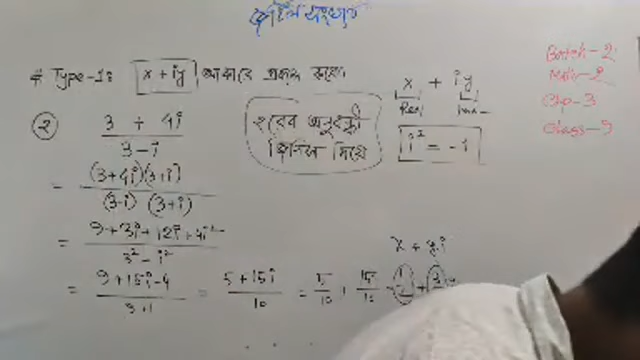 জটিল সংখ্যা
# Type-1: x + iy আকারে প্রকাশ করো।
x + iy
Real
i² = -1
হরের অনুবন্ধী
জিনিস দিয়ে
Batch-2
Math-2
Chp-3
Class-9
② 3 + 4i / 3 - i
= (3+4i)(3+i) / (3-i)(3+i)
= 9+3i+12i+4i² / 3² - i²
x + yi
= 9+15i-4 / 9+1 = 5+15i / 10 = 5/10 + 15i/10